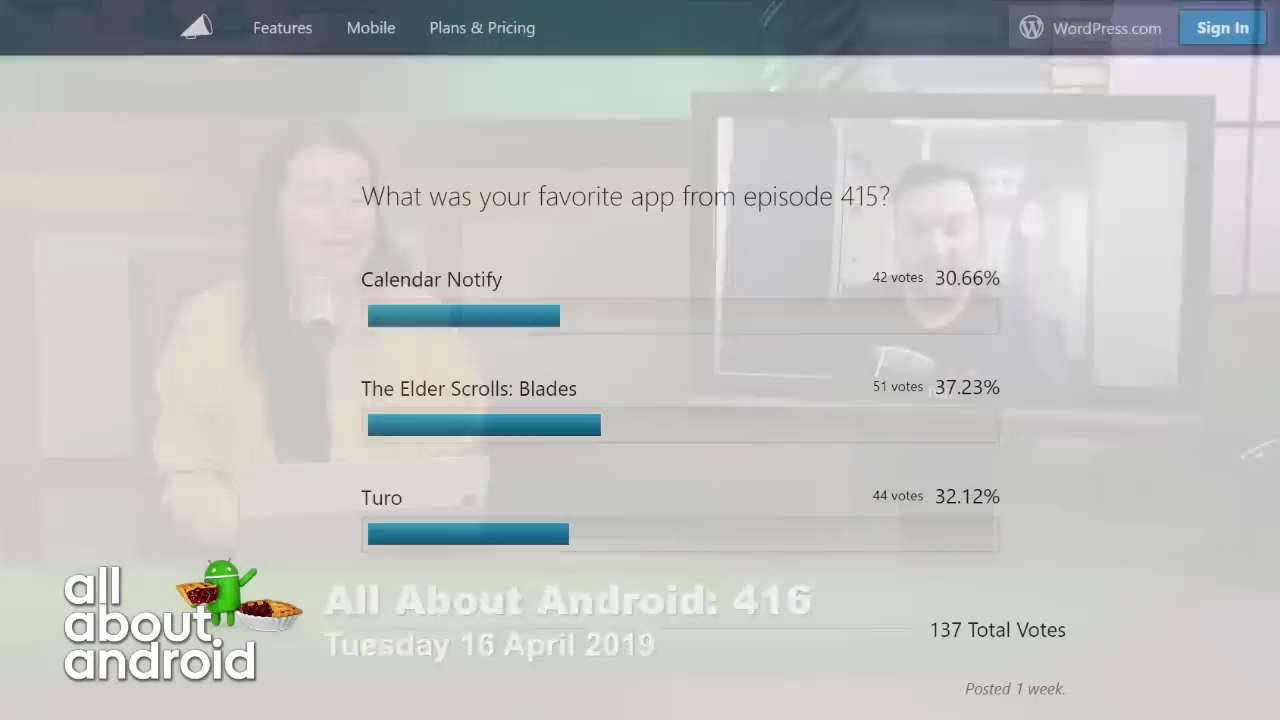 Features Mobile Plans & Pricing WordPress.com Sign In
What was your favorite app from episode 415?
Calendar Notify 42 votes 30.66%
The Elder Scrolls: Blades 51 votes 37.23%
Turo 44 votes 32.12%
all
about
android
All About Android: 416
Tuesday 16 April 2019
137 Total Votes
Posted 1 week.